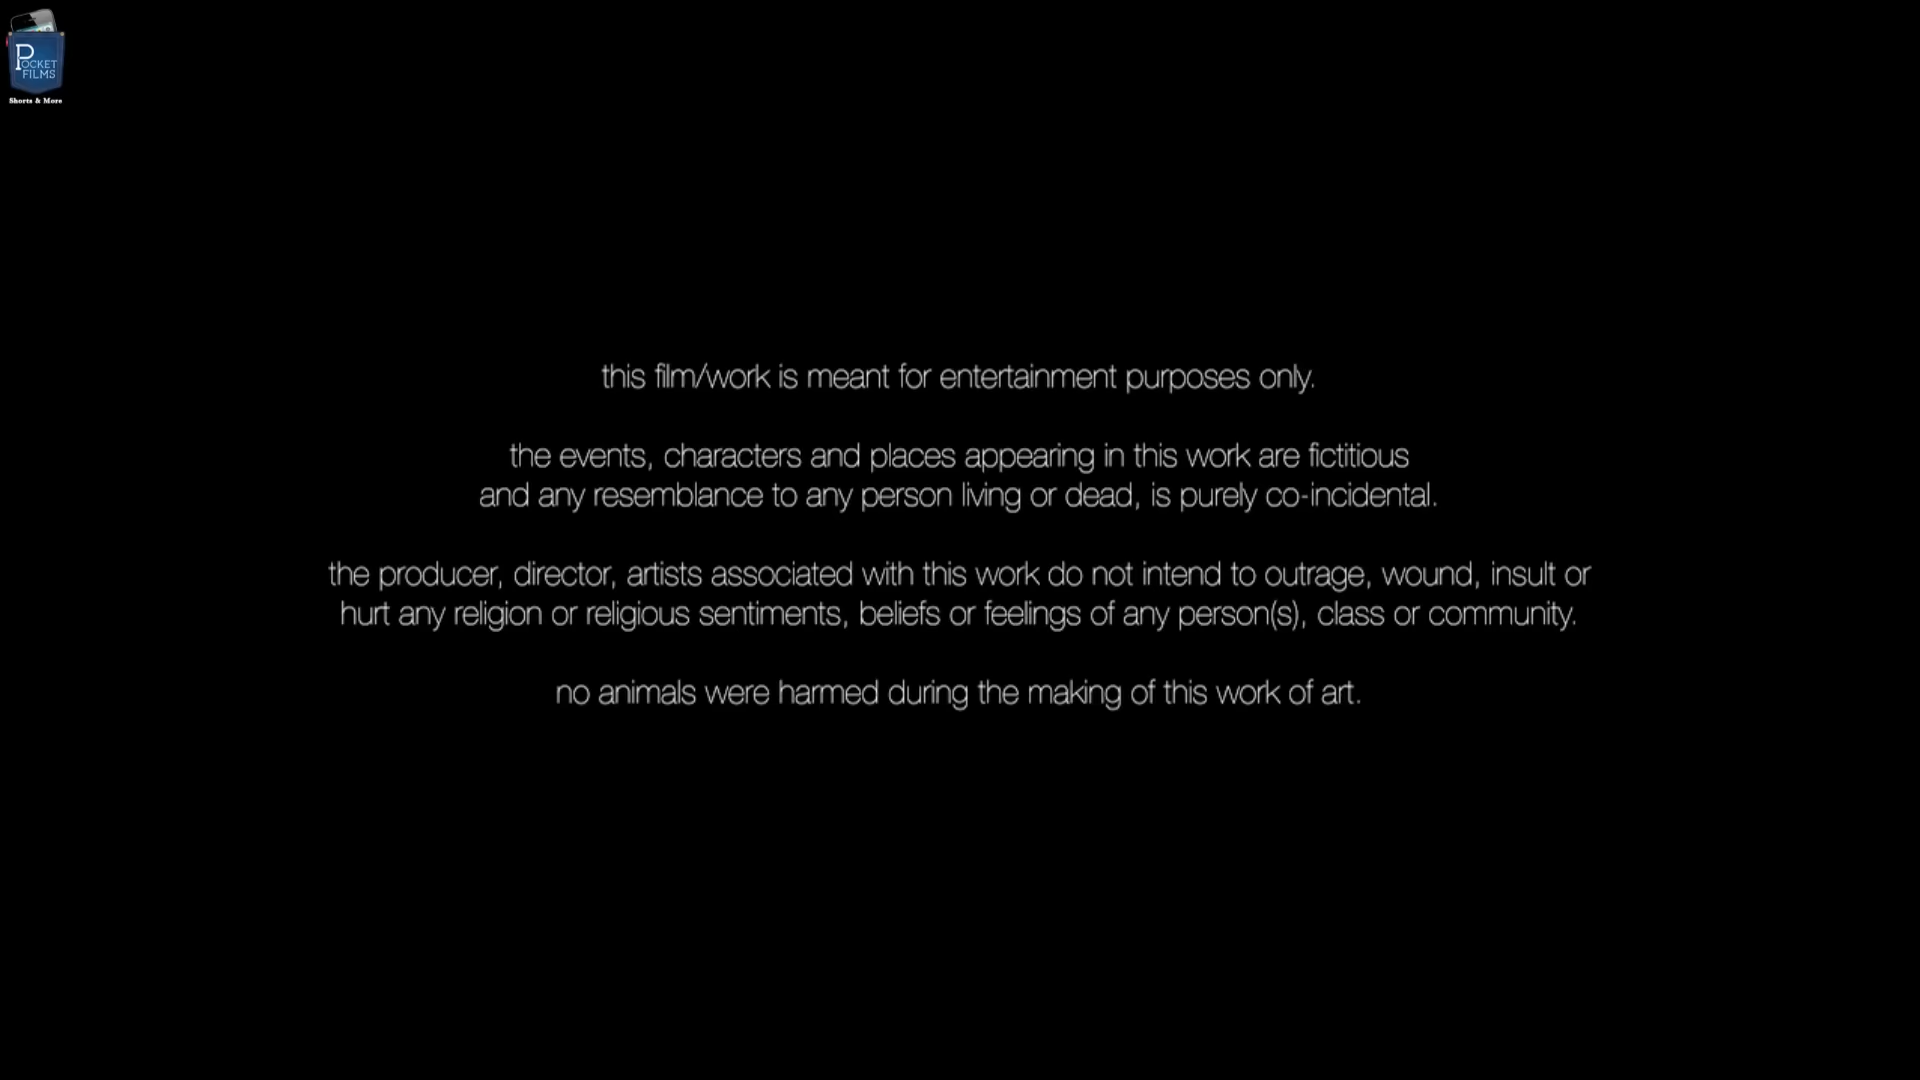 POCKET
FILMS
Shorts & More
this film/work is meant for entertainment purposes only.
the events, characters and places appearing in this work are fictitious
and any resemblance to any person living or dead, is purely co-incidental.
the producer, director, artists associated with this work do not intend to outrage, wound, insult or
hurt any religion or religious sentiments, beliefs or feelings of any person(s), class or community.
no animals were harmed during the making of this work of art.